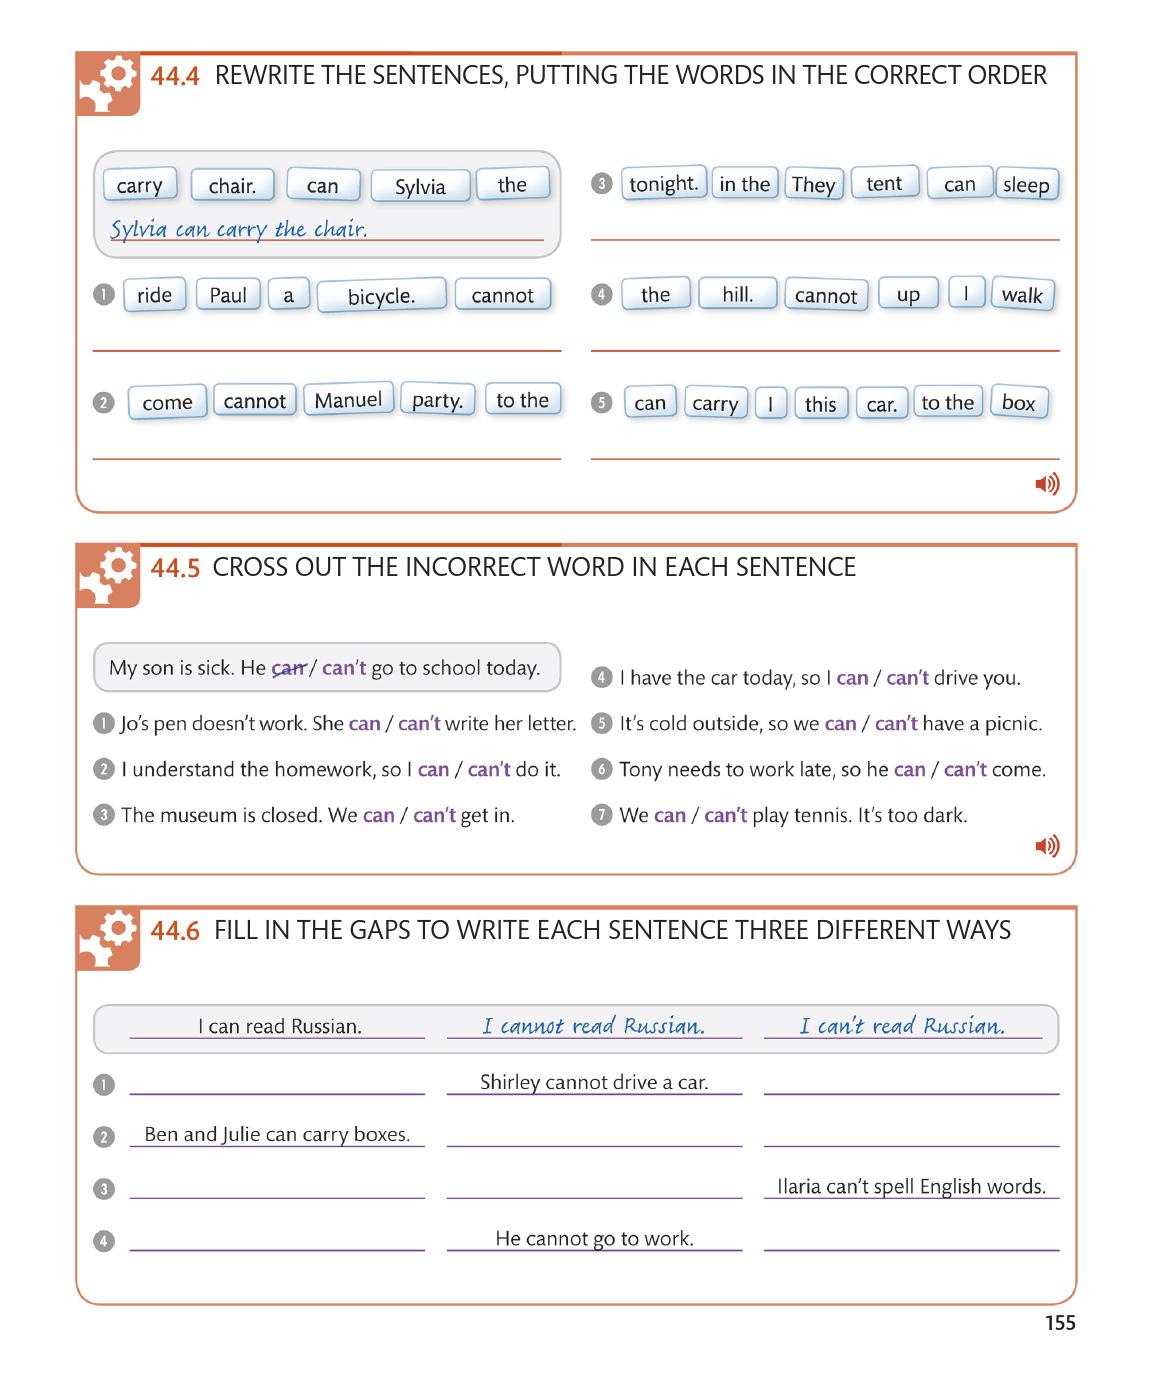 44.4 REWRITE THE SENTENCES, PUTTING THE WORDS IN THE CORRECT ORDER
carry chair. can Sylvia the
Sylvia can carry the chair.
1 ride Paul a bicycle. cannot
2 come cannot Manuel party. to the
3 tonight. in the They tent can sleep
4 the hill. cannot up I walk
5 can carry I this car. to the box
44.5 CROSS OUT THE INCORRECT WORD IN EACH SENTENCE
My son is sick. He can / can't go to school today.
1 Jo's pen doesn't work. She can / can't write her letter.
2 I understand the homework, so I can / can't do it.
3 The museum is closed. We can / can't get in.
4 I have the car today, so I can / can't drive you.
5 It's cold outside, so we can / can't have a picnic.
6 Tony needs to work late, so he can / can't come.
7 We can / can't play tennis. It's too dark.
44.6 FILL IN THE GAPS TO WRITE EACH SENTENCE THREE DIFFERENT WAYS
I can read Russian. I cannot read Russian. I can't read Russian.
1 Shirley cannot drive a car.
2 Ben and Julie can carry boxes.
3 Ilaria can't spell English words.
4 He cannot go to work.
155